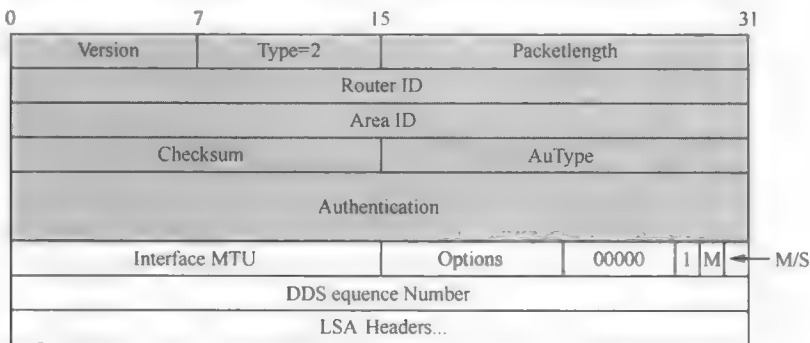 0 7 15 31
Version Type=2 Packetlength
Router ID
Area ID
Checksum AuType
Authentication
Interface MTU Options 00000 1 M M/S
DDS equence Number
LSA Headers...